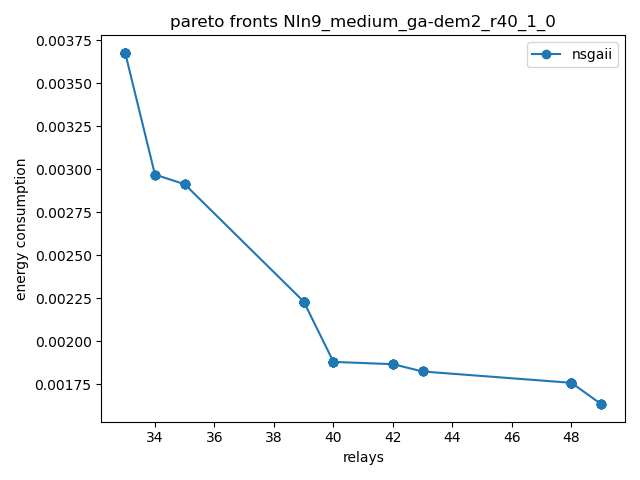 pareto fronts NIn9_medium_ga-dem2_r40_1_0
nsgaii
energy consumption
0.00375
0.00350
0.00325
0.00300
0.00275
0.00250
0.00225
0.00200
0.00175
34 36 38 40 42 44 46 48
relays